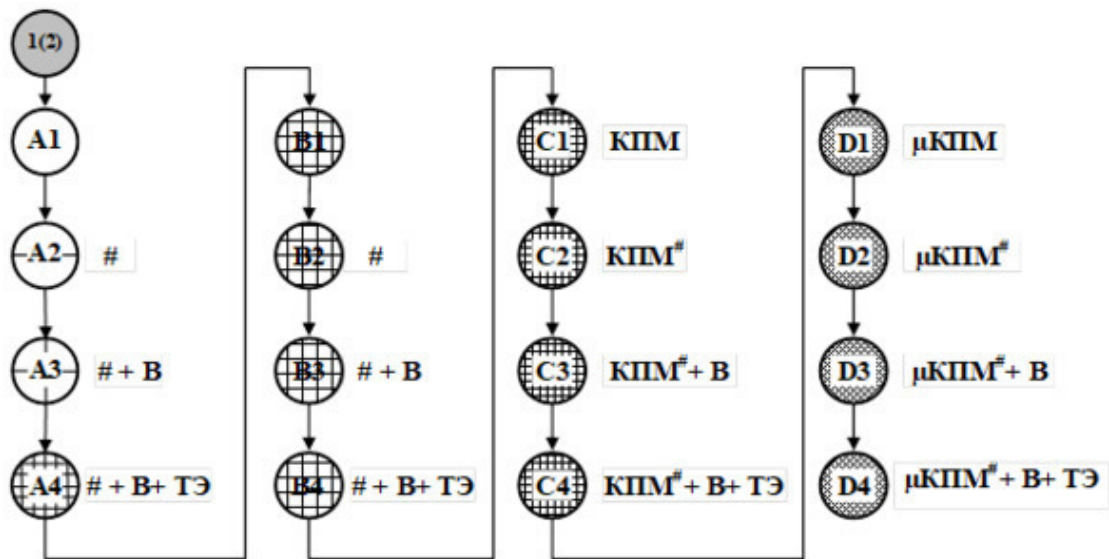 1(2)
A1
A2 #
A3 # + В
A4 # + В+ ТЭ
B1
B2 #
B3 # + В
B4 # + В+ ТЭ
C1 КПМ
C2 КПМ#
C3 КПМ#+ В
C4 КПМ#+ В+ ТЭ
D1 μКПМ
D2 μКПМ#
D3 μКПМ#+ В
D4 μКПМ#+ В+ ТЭ